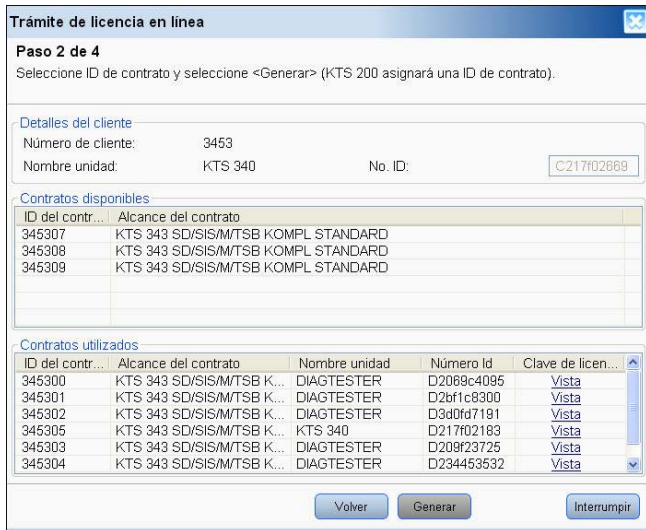 Trámite de licencia en línea
Paso 2 de 4
Seleccione ID de contrato y seleccione <Generar> (KTS 200 asignará una ID de contrato).
Detalles del cliente
Número de cliente: 3453
Nombre unidad: KTS 340 No. ID: C217f02669
Contratos disponibles
ID del contr... Alcance del contrato
345307 KTS 343 SD/SIS/M/TSB KOMPL STANDARD
345308 KTS 343 SD/SIS/M/TSB KOMPL STANDARD
345309 KTS 343 SD/SIS/M/TSB KOMPL STANDARD
Contratos utilizados
ID del contr... Alcance del contrato Nombre unidad Número Id Clave de licen...
345300 KTS 343 SD/SIS/M/TSB K... DIAGTESTER D2069c4095 Vista
345301 KTS 343 SD/SIS/M/TSB K... DIAGTESTER D2bf1c8300 Vista
345302 KTS 343 SD/SIS/M/TSB K... DIAGTESTER D3d0fd7191 Vista
345305 KTS 343 SD/SIS/M/TSB K... KTS 340 D217f02183 Vista
345303 KTS 343 SD/SIS/M/TSB K... DIAGTESTER D209f23725 Vista
345304 KTS 343 SD/SIS/M/TSB K... DIAGTESTER D234453532 Vista
Volver Generar Interrumpir